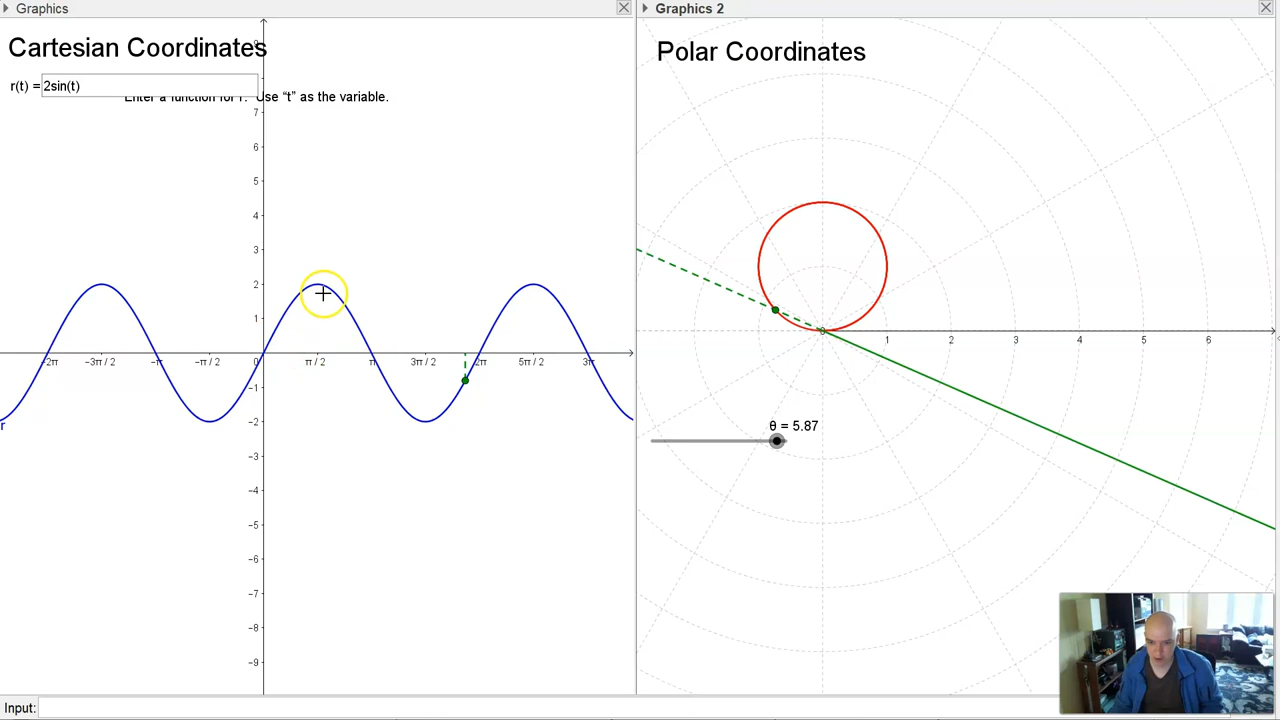 Graphics
Cartesian Coordinates
r(t) = 2sin(t)
Enter a function for r. Use “t” as the variable.
9
7
6
5
4
3
2
1
−2π
−3π / 2
−π
−π / 2
0
π / 2
π
3π / 2
2π
5π / 2
3π
−1
−2
−3
−4
−5
−6
−7
−8
−9
r
Graphics 2
Polar Coordinates
0
1
2
3
4
5
6
θ = 5.87
Input: